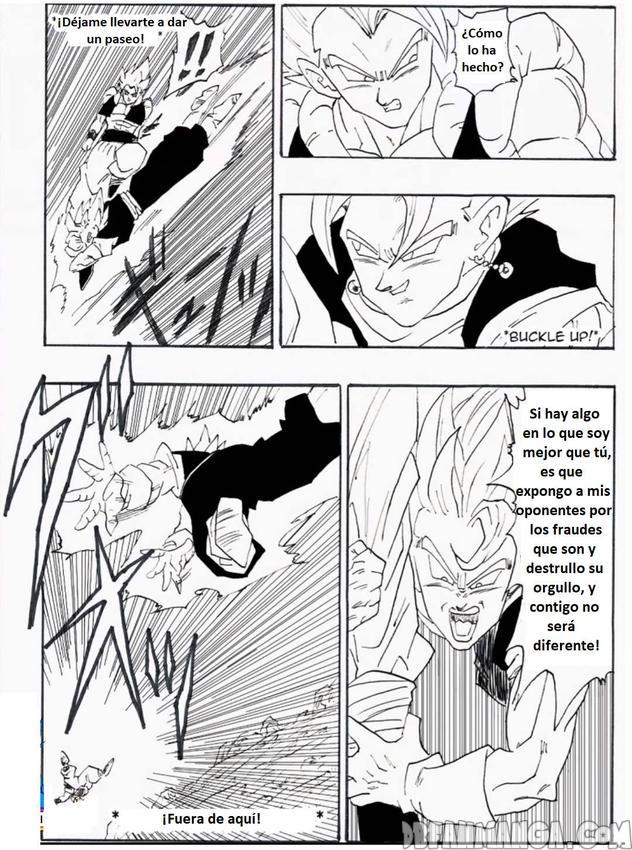 *¡Déjame llevarte a dar
un paseo!*
¿Cómo
lo ha
hecho?
*BUCKLE UP!*
Si hay algo
en lo que soy
mejor que tú,
es que
expongo a mis
oponentes por
los fraudes
que son y
destrullo su
orgullo, y
contigo no
será
diferente!
* ¡Fuera de aquí! *
DBFANMANGA.COM